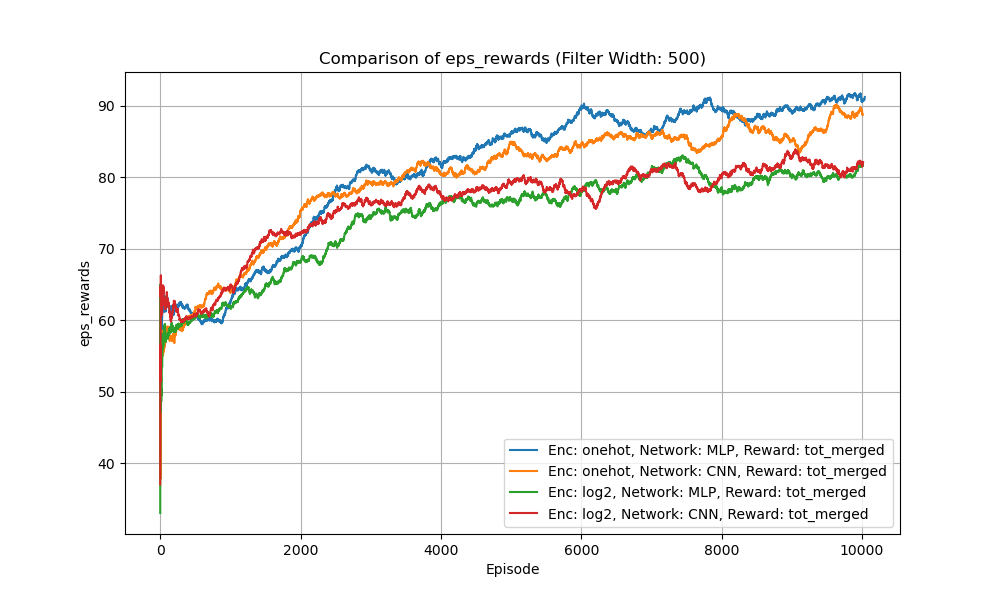 Comparison of eps_rewards (Filter Width: 500)
90
80
70
60
50
40
eps_rewards
Enc: onehot, Network: MLP, Reward: tot_merged
Enc: onehot, Network: CNN, Reward: tot_merged
Enc: log2, Network: MLP, Reward: tot_merged
Enc: log2, Network: CNN, Reward: tot_merged
0 2000 4000 6000 8000 10000
Episode